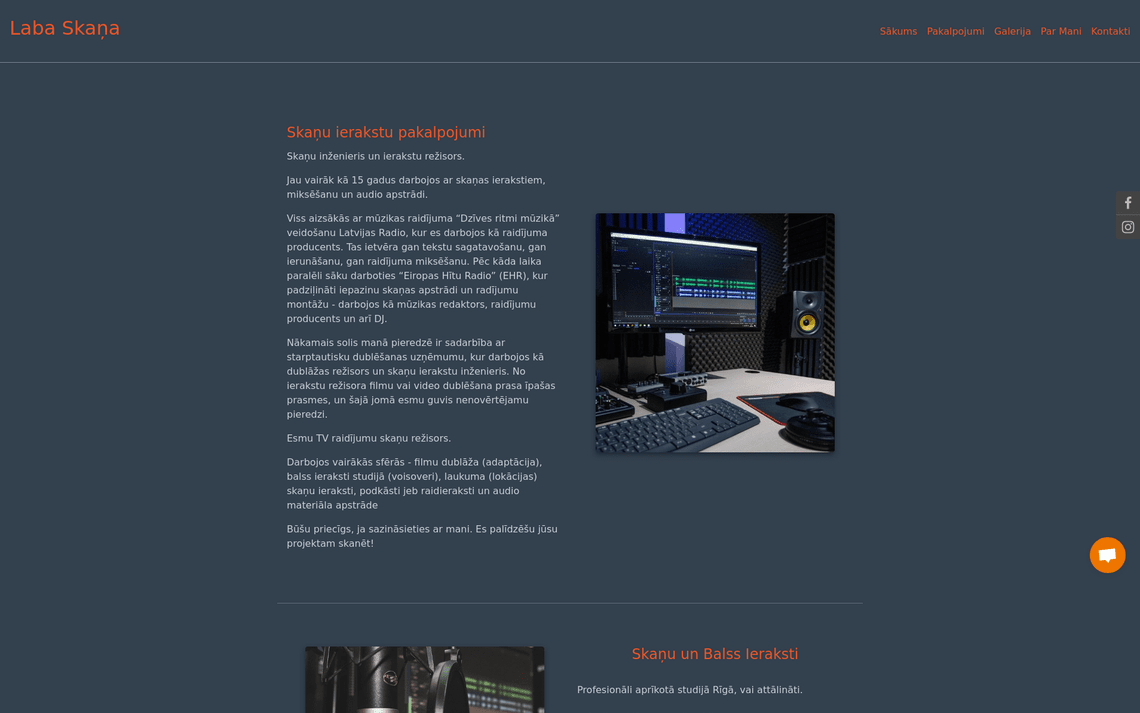 Laba Skaņa
Sākums
Pakalpojumi
Galerija
Par Mani
Kontakti
Skaņu ierakstu pakalpojumi
Skaņu inženieris un ierakstu režisors.
Jau vairāk kā 15 gadus darbojos ar skaņas ierakstiem,
miksēšanu un audio apstrādi.
Viss aizsākās ar mūzikas raidījuma “Dzīves ritmi mūzikā”
veidošanu Latvijas Radio, kur es darbojos kā raidījuma
producents. Tas ietvēra gan tekstu sagatavošanu, gan
ierunāšanu, gan raidījuma miksēšanu. Pēc kāda laika
paralēli sāku darboties “Eiropas Hītu Radio” (EHR), kur
padziļināti iepazinu skaņas apstrādi un radījumu
montāžu - darbojos kā mūzikas redaktors, raidījumu
producents un arī DJ.
Nākamais solis manā pieredzē ir sadarbība ar
starptautisku dublēšanas uzņēmumu, kur darbojos kā
dublāžas režisors un skaņu ierakstu inženieris. No
ierakstu režisora filmu vai video dublēšana prasa īpašas
prasmes, un šajā jomā esmu guvis nenovērtējamu
pieredzi.
Esmu TV raidījumu skaņu režisors.
Darbojos vairākās sfērās - filmu dublāža (adaptācija),
balss ieraksti studijā (voisoveri), laukuma (lokācijas)
skaņu ieraksti, podkāsti jeb raidieraksti un audio
materiāla apstrāde
Būšu priecīgs, ja sazināsieties ar mani. Es palīdzēšu jūsu
projektam skanēt!
Skaņu un Balss Ieraksti
Profesionāli aprīkotā studijā Rīgā, vai attālināti.